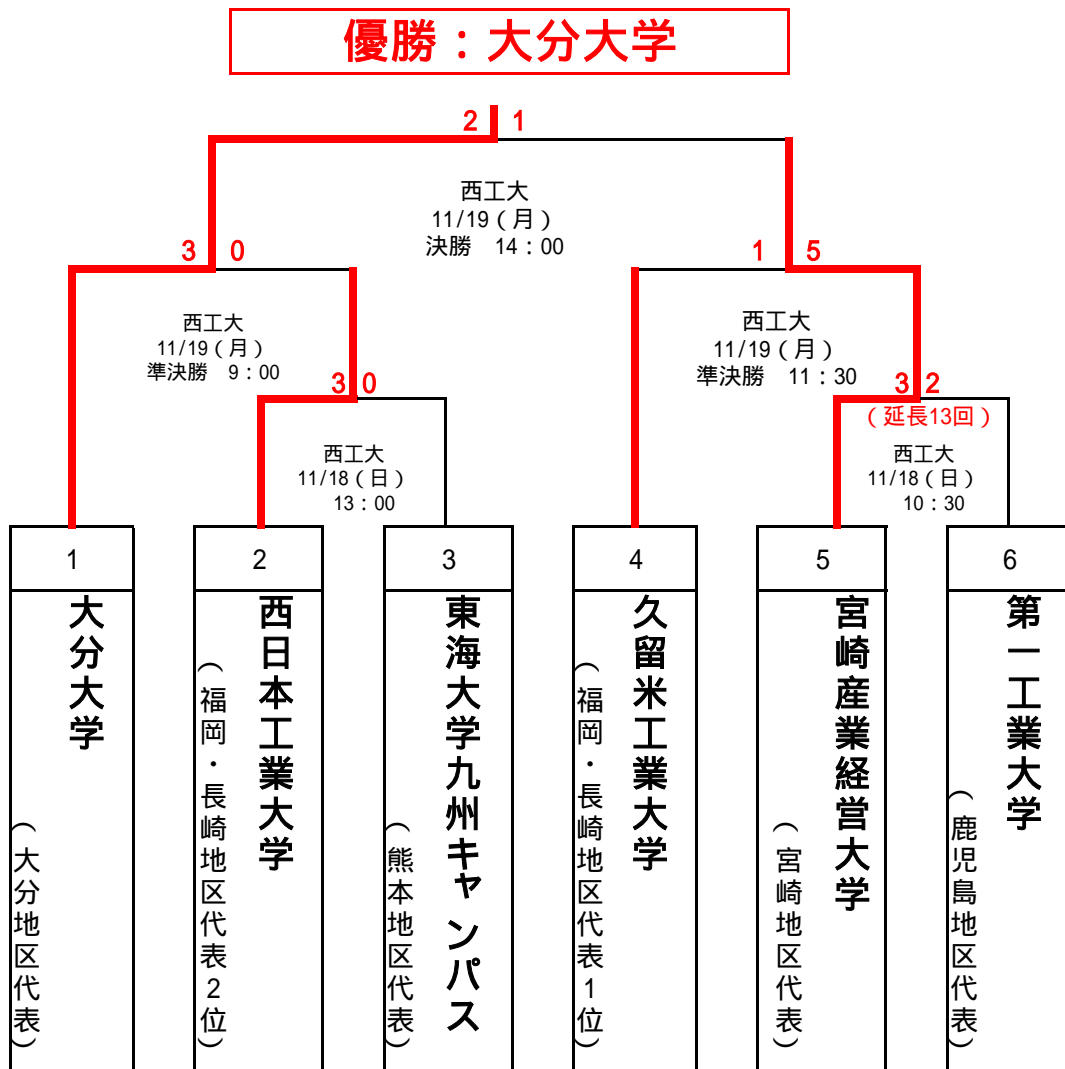 優勝：大分大学
2 1
西工大
11/19（月）
決勝　14：00
3 0
1 5
西工大
11/19（月）
準決勝　9：00
西工大
11/19（月）
準決勝　11：30
3 0
3 2
（延長13回）
西工大
11/18（日）
13：00
西工大
11/18（日）
10：30
1
大分大学
（大分地区代表）
2
西日本工業大学
（福岡・長崎地区代表2位）
3
東海大学九州キャンパス
（熊本地区代表）
4
久留米工業大学
（福岡・長崎地区代表1位）
5
宮崎産業経営大学
（宮崎地区代表）
6
第一工業大学
（鹿児島地区代表）